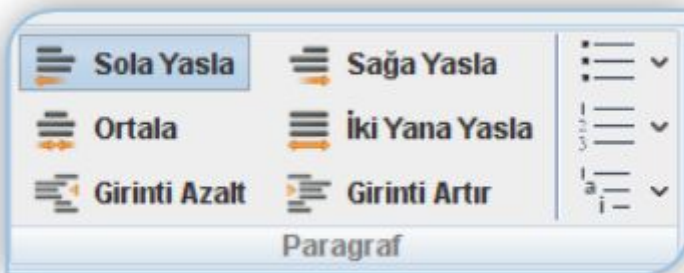 Sola Yasla
Sağa Yasla
Ortala
İki Yana Yasla
Girinti Azalt
Girinti Artır
Paragraf